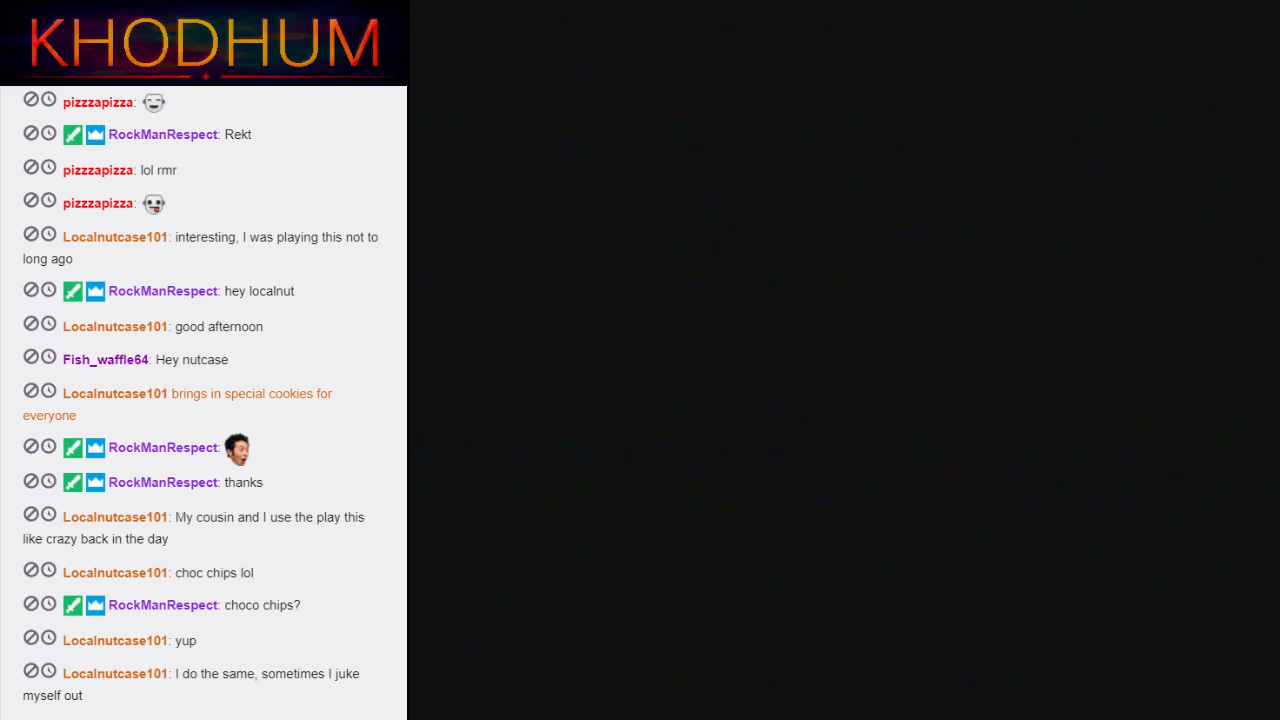 KHODHUM
pizzzapizza:
RockManRespect: Rekt
pizzzapizza: lol rmr
pizzzapizza:
Localnutcase101: interesting, I was playing this not to
long ago
RockManRespect: hey localnut
Localnutcase101: good afternoon
Fish_waffle64: Hey nutcase
Localnutcase101 brings in special cookies for
everyone
RockManRespect:
RockManRespect: thanks
Localnutcase101: My cousin and I use the play this
like crazy back in the day
Localnutcase101: choc chips lol
RockManRespect: choco chips?
Localnutcase101: yup
Localnutcase101: I do the same, sometimes I juke
myself out